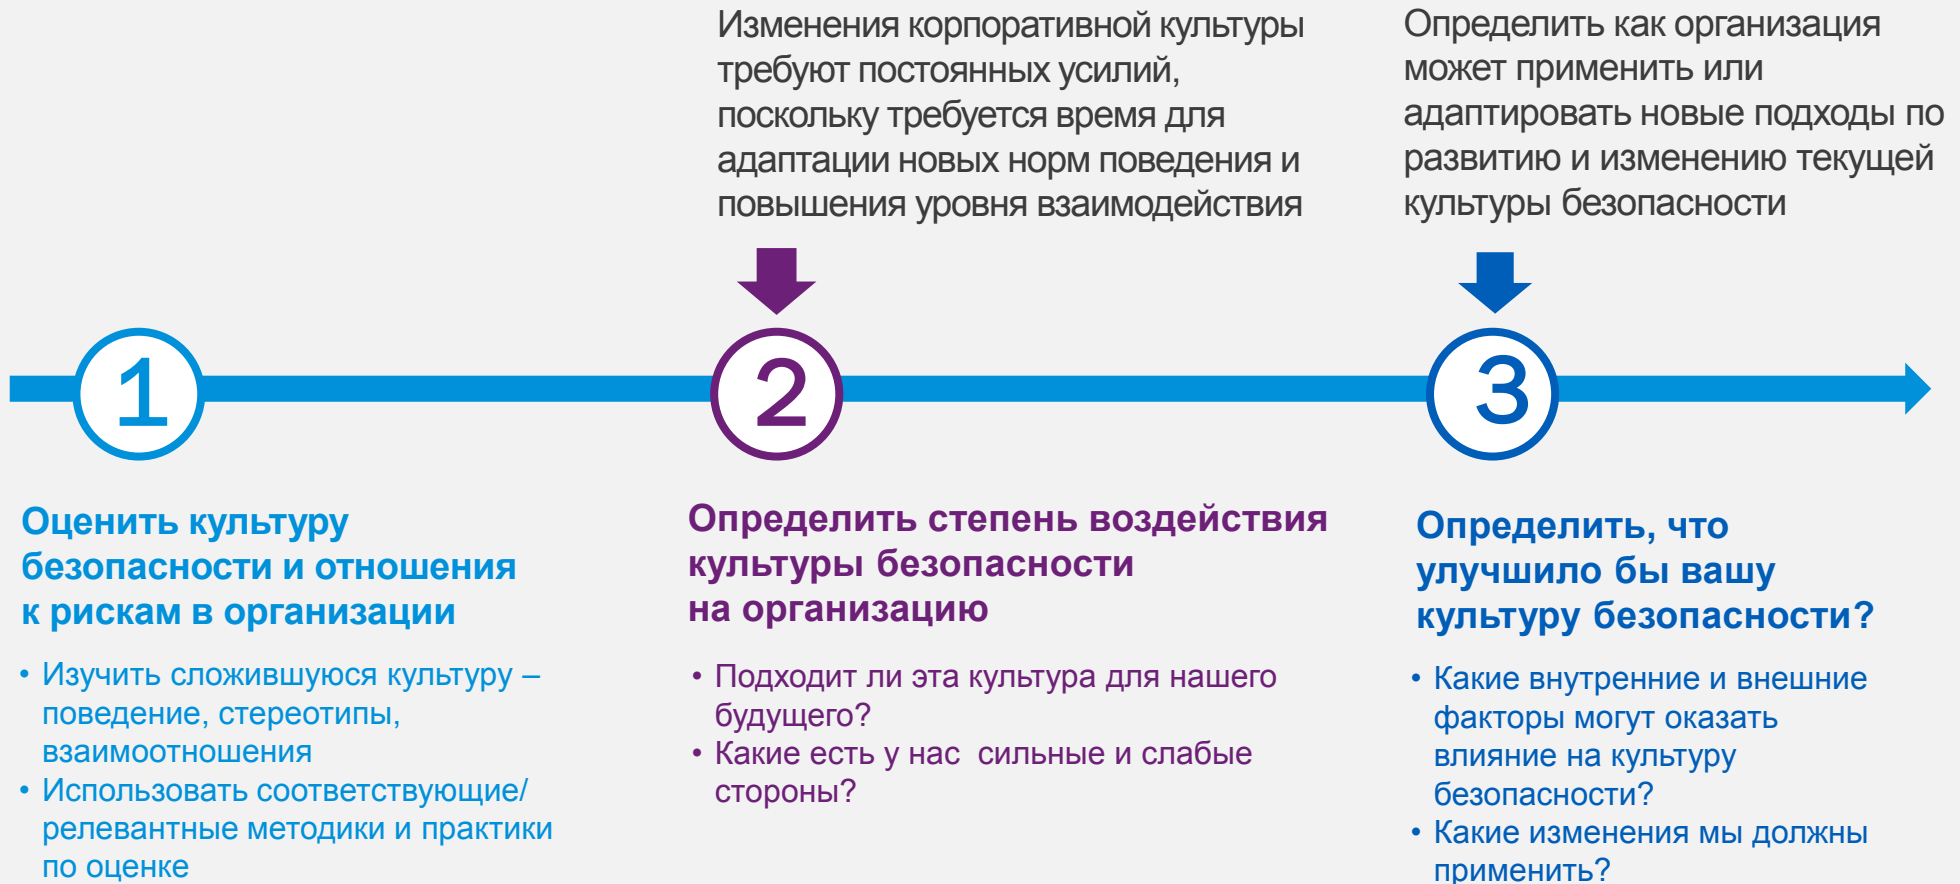 Изменения корпоративной культуры
требуют постоянных усилий,
поскольку требуется время для
адаптации новых норм поведения и
повышения уровня взаимодействия
Определить как организация
может применить или
адаптировать новые подходы по
развитию и изменению текущей
культуры безопасности
1
2
3
Оценить культуру
безопасности и отношения
к рискам в организации
• Изучить сложившуюся культуру –
поведение, стереотипы,
взаимоотношения
• Использовать соответствующие/
релевантные методики и практики
по оценке
Определить степень воздействия
культуры безопасности
на организацию
• Подходит ли эта культура для нашего
будущего?
• Какие есть у нас  сильные и слабые
стороны?
Определить, что
улучшило бы вашу
культуру безопасности?
• Какие внутренние и внешние
факторы могут оказать
влияние на культуру
безопасности?
• Какие изменения мы должны
применить?